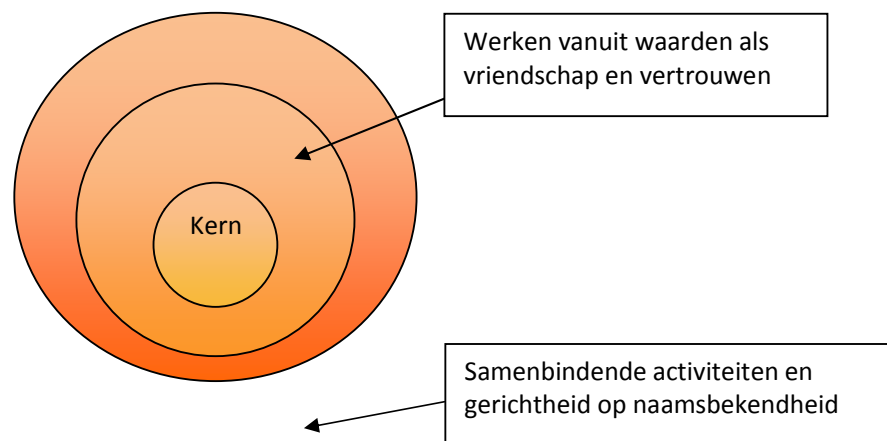 Werken vanuit waarden als
vriendschap en vertrouwen
Kern
Samenbindende activiteiten en
gerichtheid op naamsbekendheid